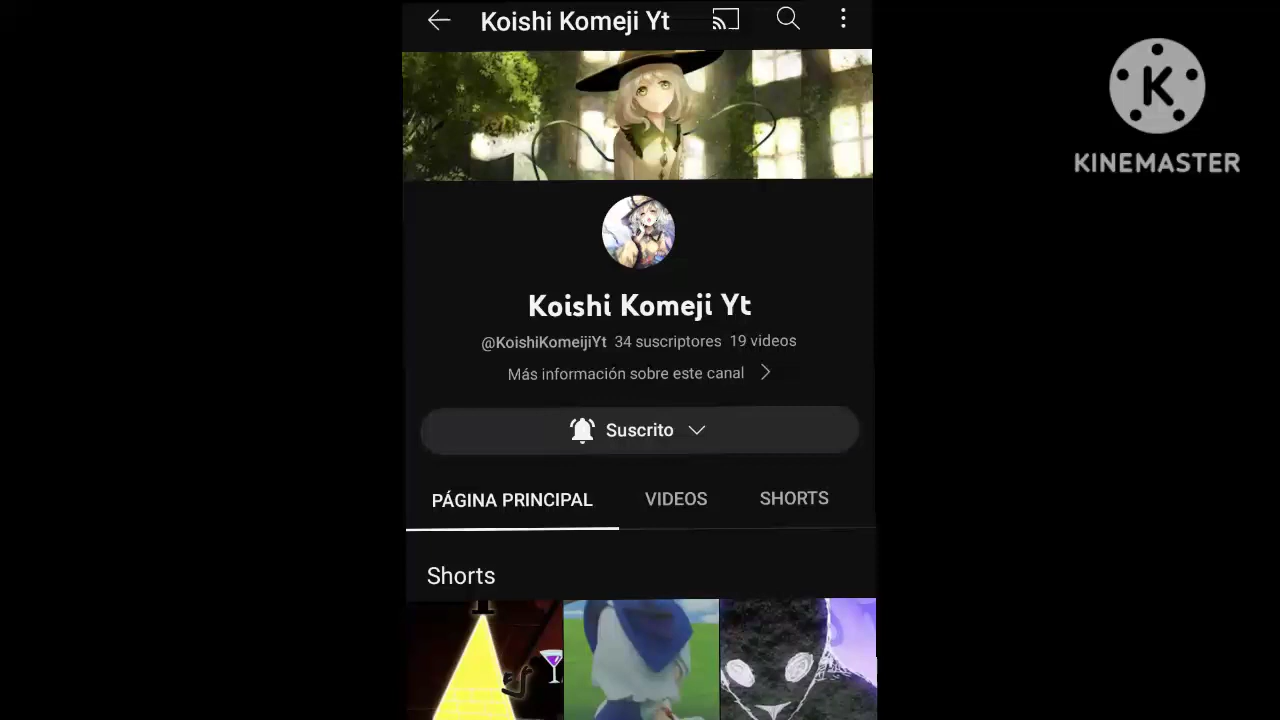 Koishi Komeji Yt
KINEMASTER
Koishi Komeji Yt
@KoishiKomeijiYt 34 suscriptores 19 videos
Más información sobre este canal
Suscrito
PÁGINA PRINCIPAL VIDEOS SHORTS
Shorts